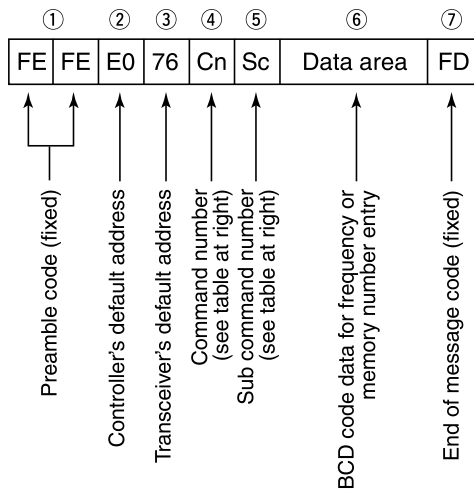 ① ② ③ ④ ⑤ ⑥ ⑦
FE FE E0 76 Cn Sc Data area FD
Preamble code (fixed)
Controller's default address
Transceiver's default address
Command number
(see table at right)
Sub command number
(see table at right)
BCD code data for frequency or
memory number entry
End of message code (fixed)